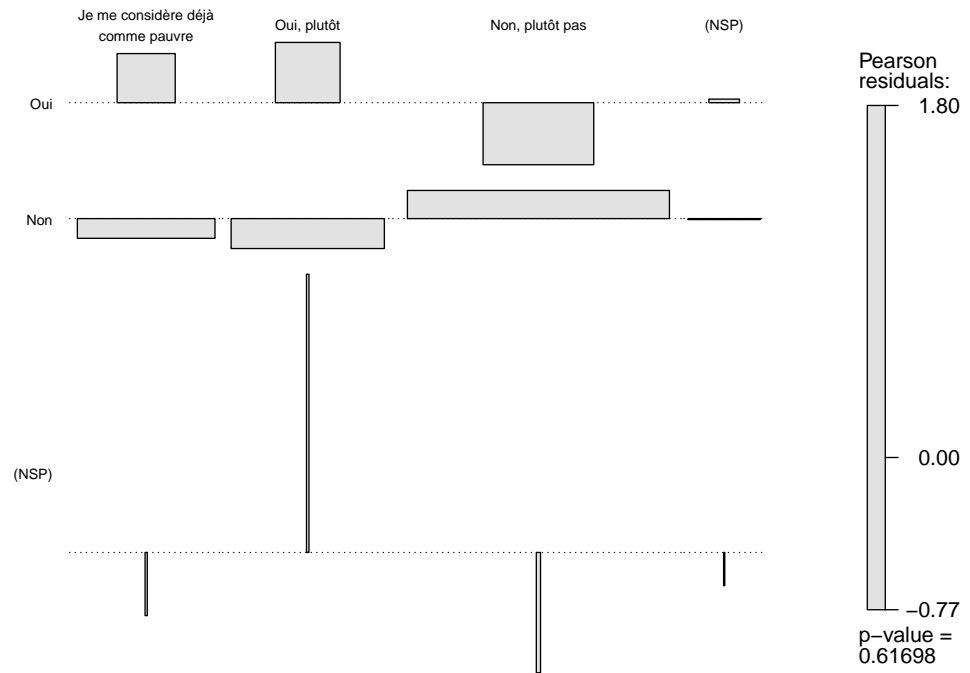 Je me considère déjà
comme pauvre
Oui, plutôt
Non, plutôt pas
(NSP)
Oui
Non
(NSP)
Pearson
residuals:
1.80
0.00
−0.77
p−value =
0.61698